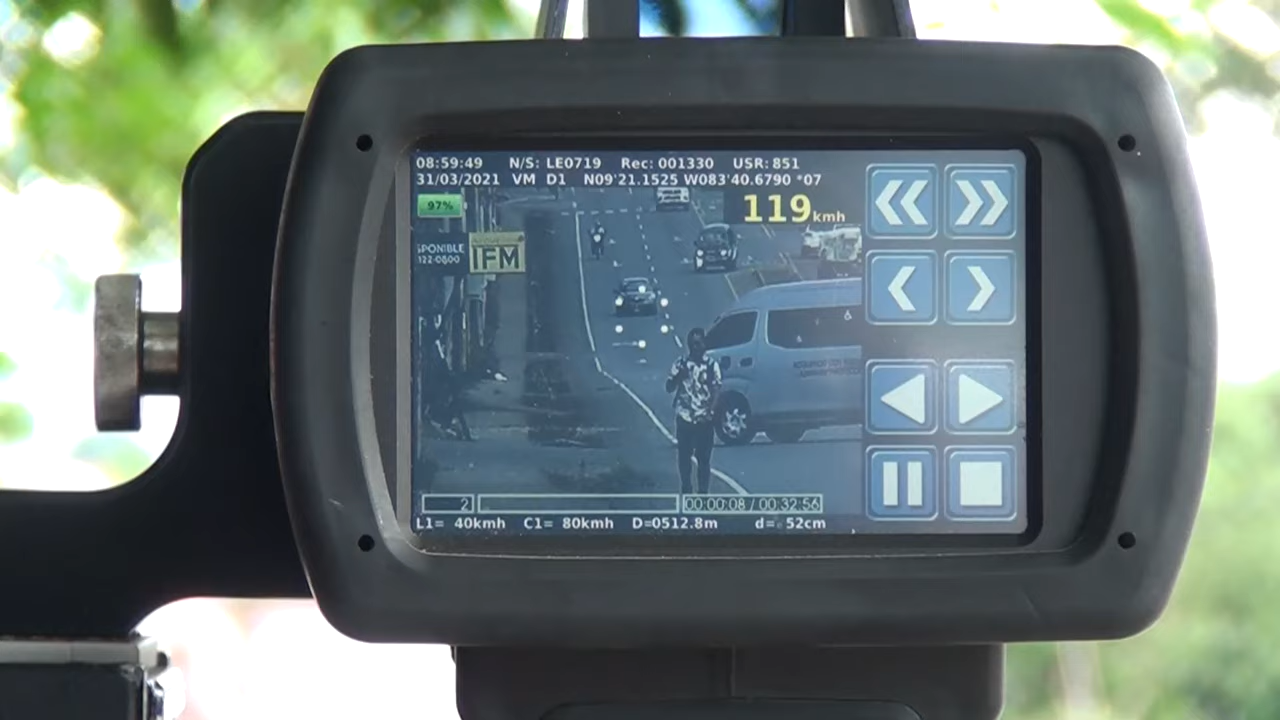 08:59:49 N/S: LE0719 Rec: 001330 USR: 851
31/03/2021 VM D1 N09'21.1525 W083'40.6790 *07
97%
119kmh
SPONIBLE
IFM
122-0800
2 00:00:08 / 00:32:56
L1= 40kmh C1= 80kmh D=0512.8m d= 52cm